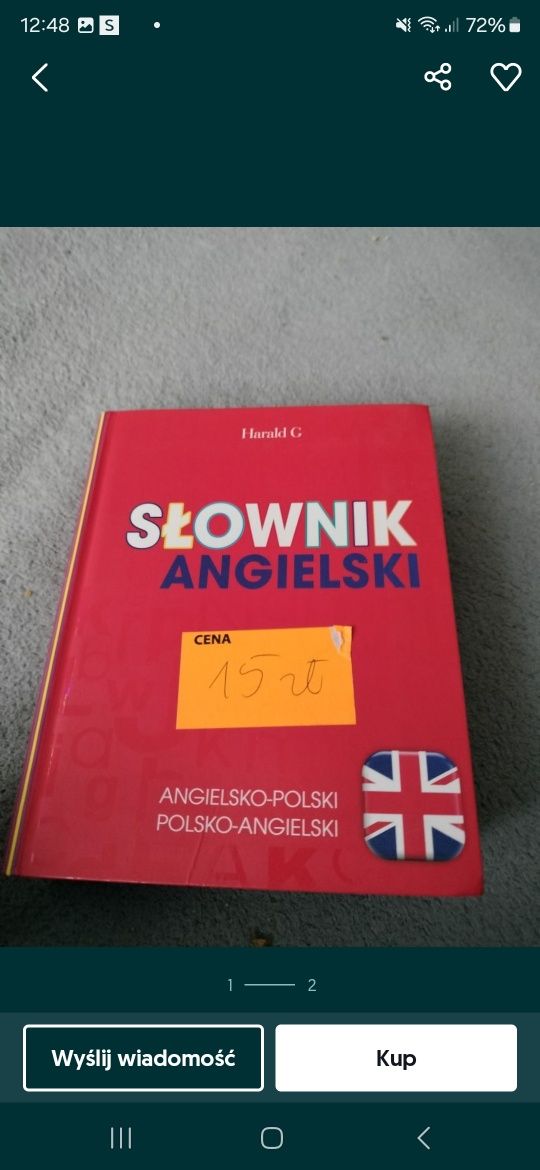 12:48 S 72%
Harald G
SŁOWNIK
ANGIELSKI
CENA
15 zł
ANGIELSKO-POLSKI
POLSKO-ANGIELSKI
1 2
Wyślij wiadomość Kup